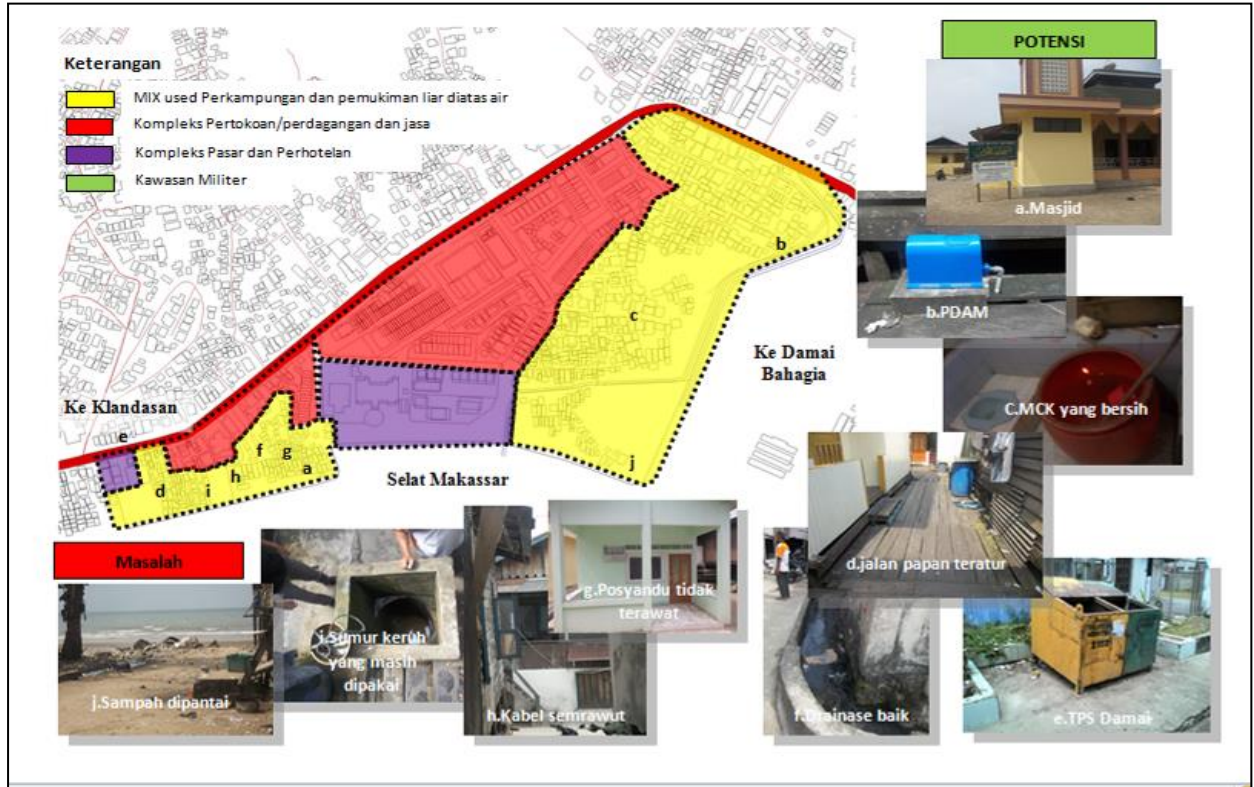 POTENSI
Keterangan
MIX used Perkampungan dan pemukiman liar diatas air
Kompleks Pertokoan/perdagangan dan jasa
Kompleks Pasar dan Perhotelan
Kawasan Militer
a.Masjid
b
b.PDAM
c
Ke Damai
Bahagia
C.MCK yang bersih
Ke Klandasan
e
f
g
a
h
d
i
j
Selat Makassar
Masalah
d.jalan papan teratur
g.Posyandu tidak
terawat
i.Sumur keruh
yang masih
dipakai
j.Sampah dipantai
h.Kabel semrawut
f.Drainase baik
e.TPS Damai